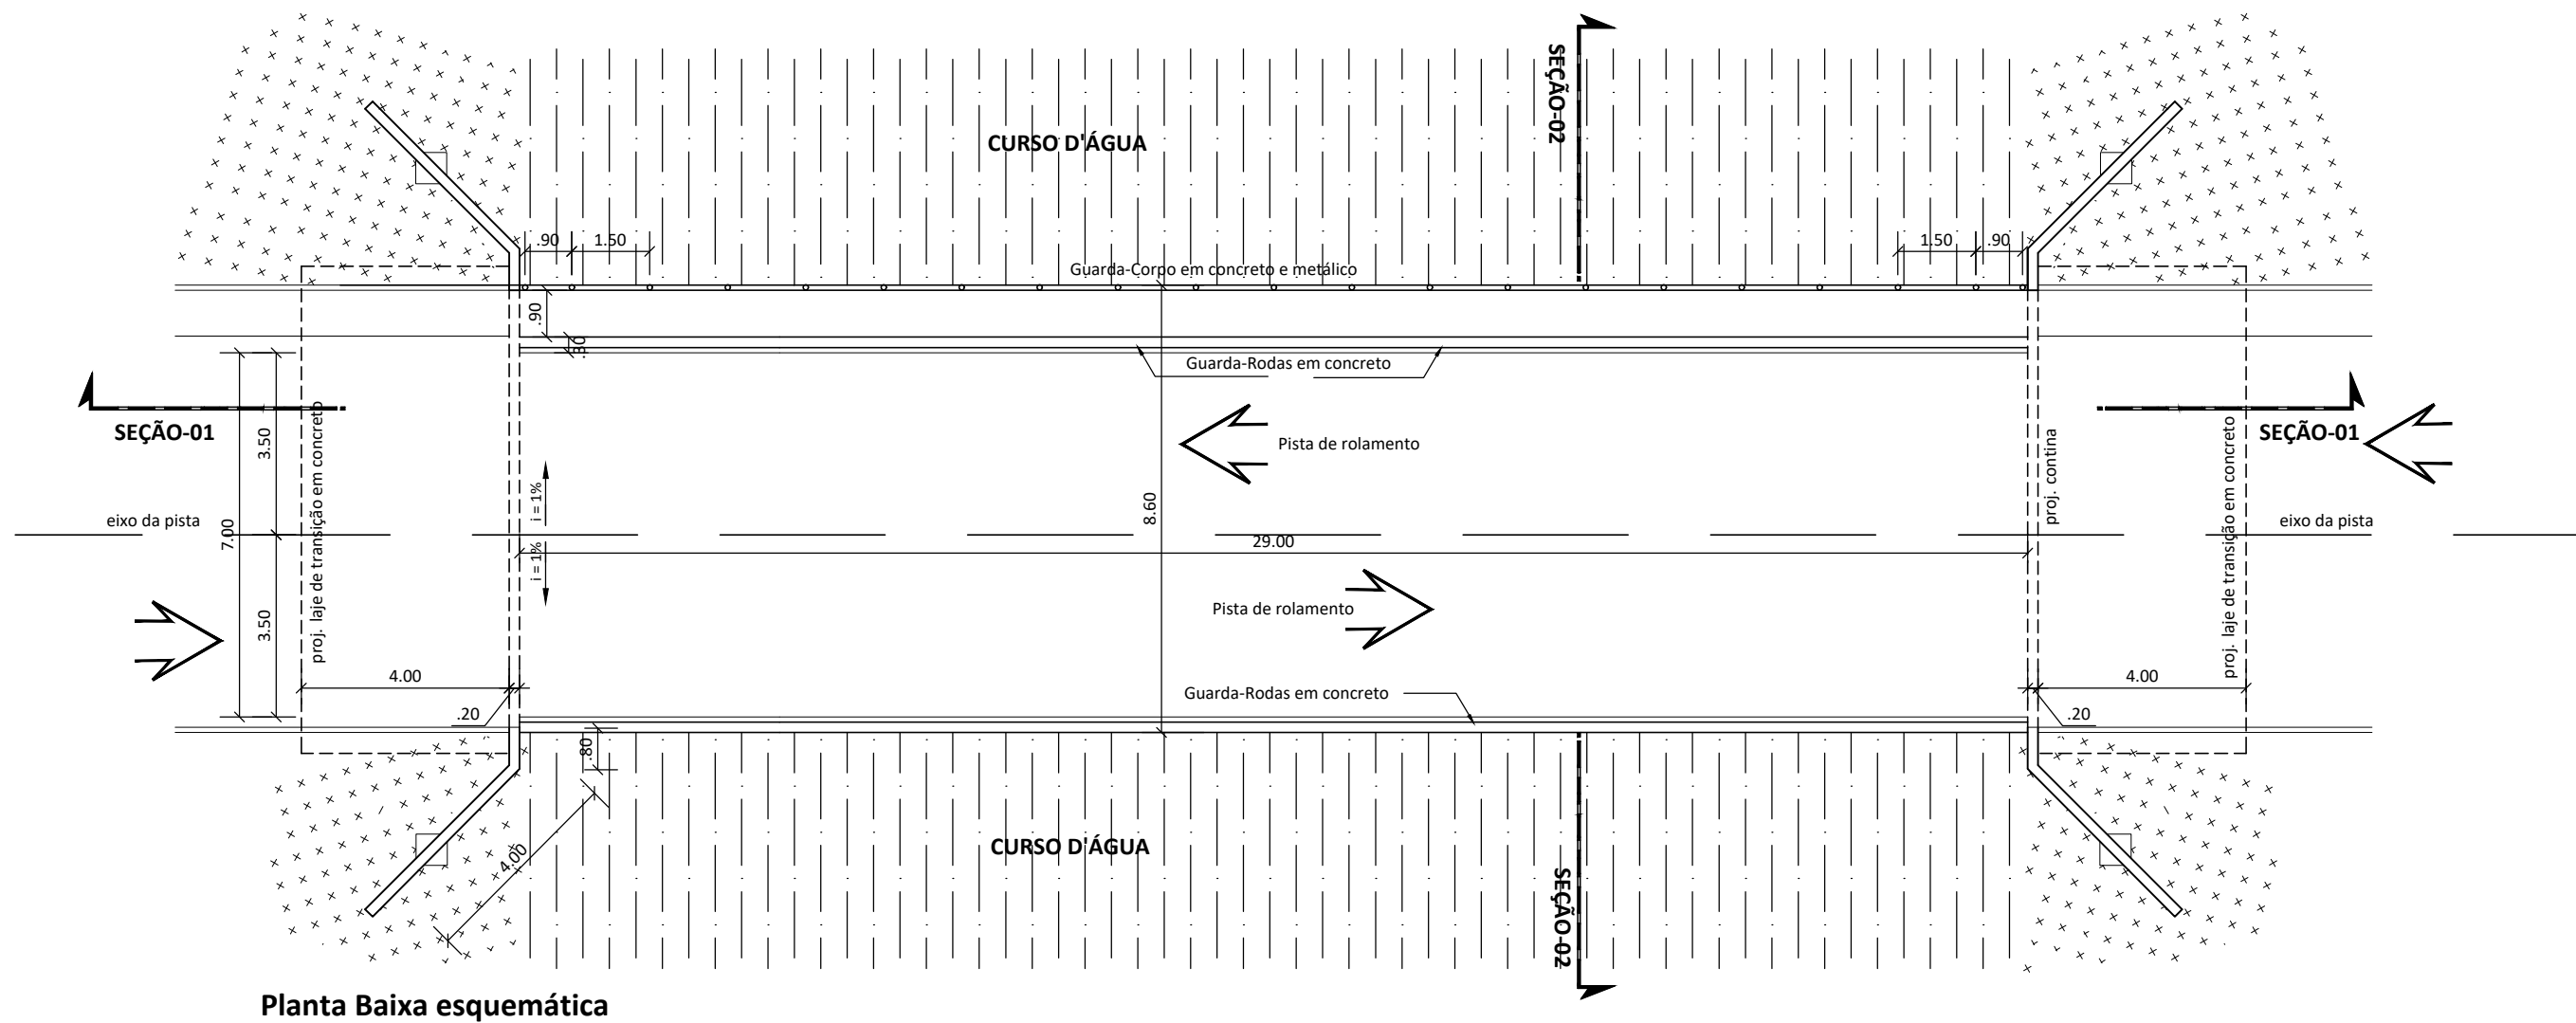 SEÇÃO-02
CURSO D'ÁGUA
.90
1.50
1.50
.90
Guarda-Corpo em concreto e metálico
.90
.30
Guarda-Rodas em concreto
SEÇÃO-01
SEÇÃO-01
3.50
proj. laje de transição em concreto
Pista de rolamento
proj. contina
proj. laje de transição em concreto
i = 1%
8.60
eixo da pista
7.00
eixo da pista
29.00
i = 1%
3.50
Pista de rolamento
4.00
4.00
Guarda-Rodas em concreto
.20
.20
.80
4.00
CURSO D'ÁGUA
SEÇÃO-02
Planta Baixa esquemática